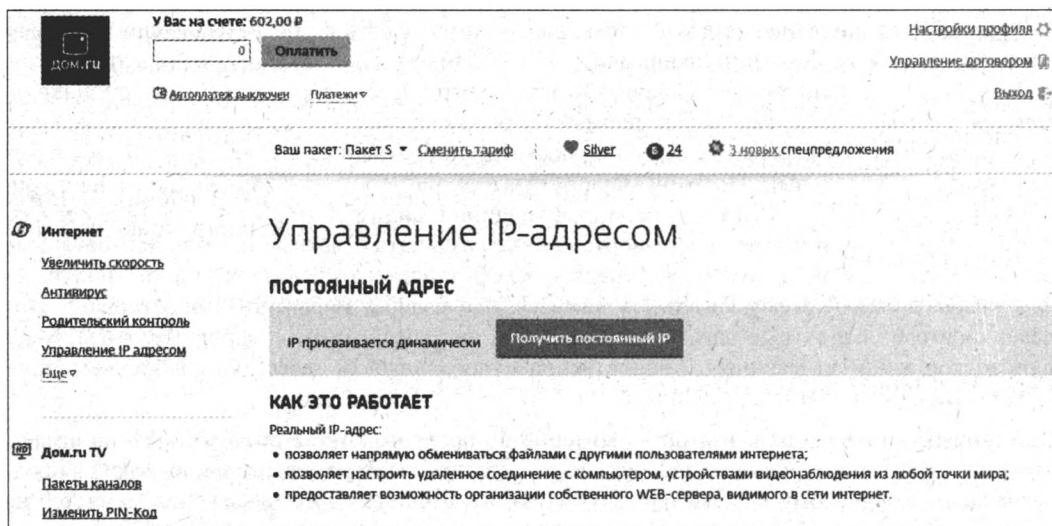 У Вас на счете: 602,00 ₽
0 Оплатить
Автоплатеж выключен Платежи
дом.ru
Настройки профиля
Управление договором
Выход
Ваш пакет: Пакет S Сменить тариф Silver 24 3 новых спецпредложения
Интернет
Увеличить скорость
Антивирус
Родительский контроль
Управление IP адресом
Еще
Дом.ru TV
Пакеты каналов
Изменить PIN-Код
Управление IP-адресом
ПОСТОЯННЫЙ АДРЕС
IP присваивается динамически Получить постоянный IP
КАК ЭТО РАБОТАЕТ
Реальный IP-адрес:
• позволяет напрямую обмениваться файлами с другими пользователями интернета;
• позволяет настроить удаленное соединение с компьютером, устройствами видеонаблюдения из любой точки мира;
• предоставляет возможность организации собственного WEB-сервера, видимого в сети интернет.